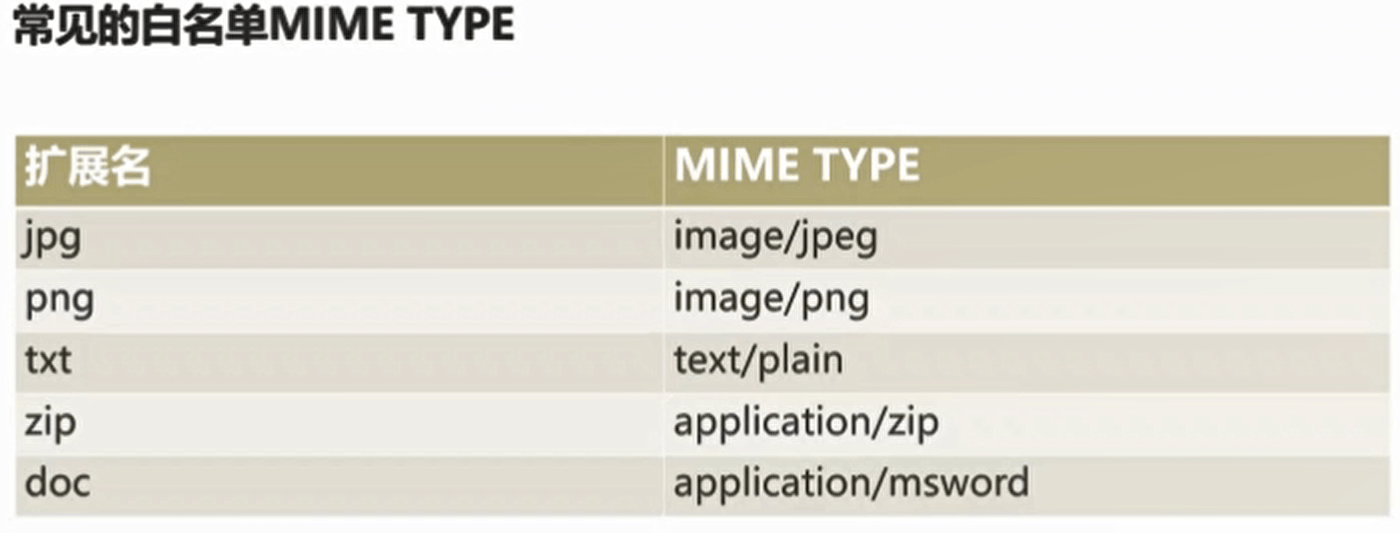 常见的白名单MIME TYPE
扩展名 MIME TYPE
jpg image/jpeg
png image/png
txt text/plain
zip application/zip
doc application/msword